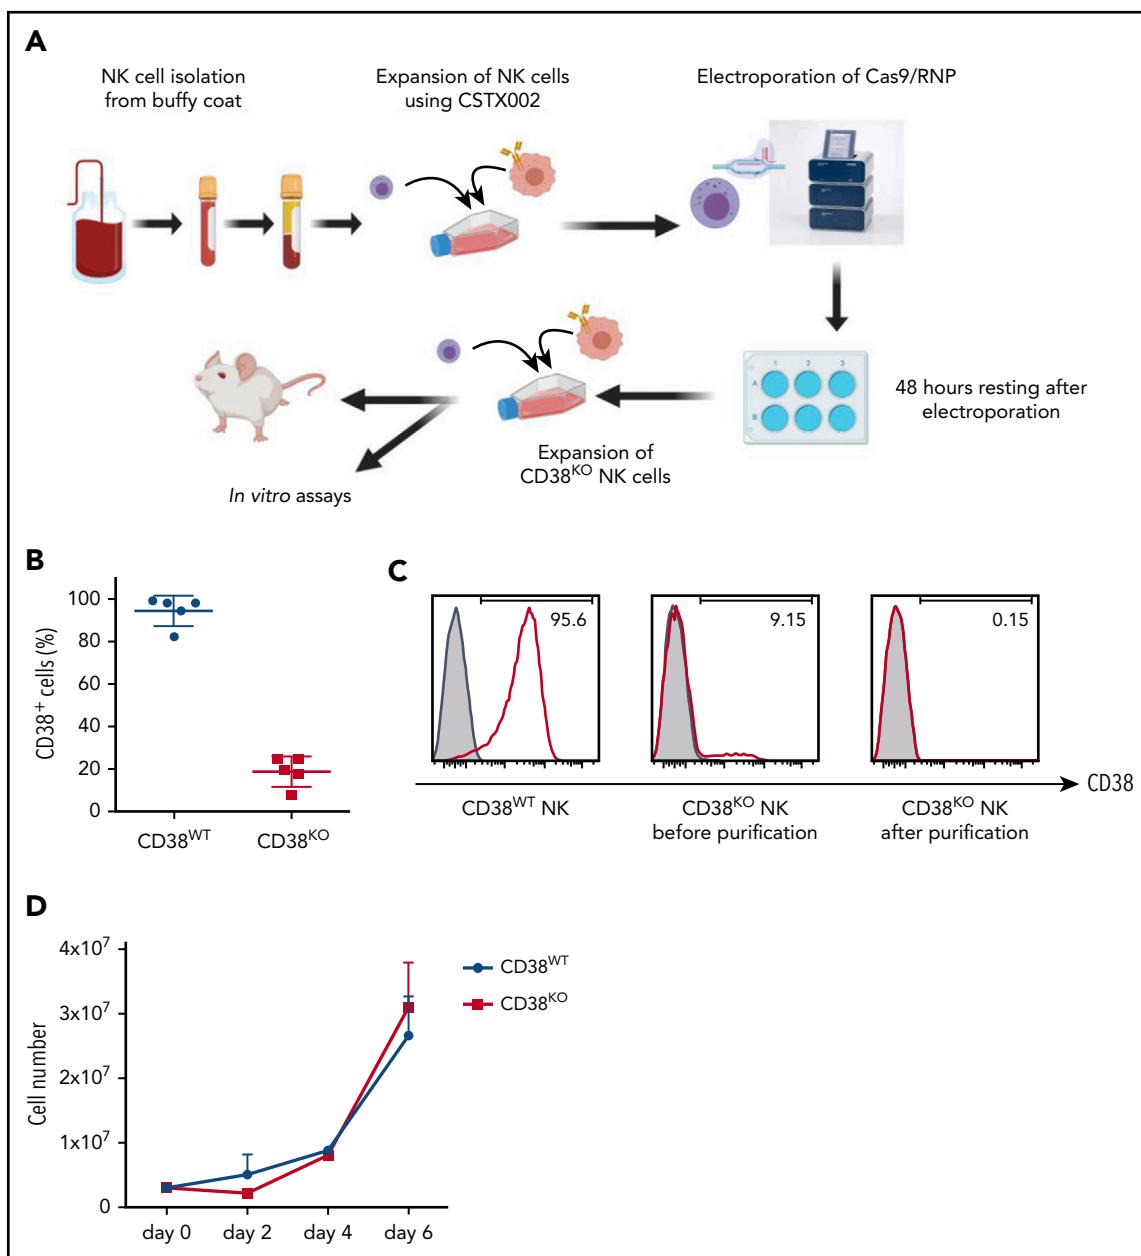 A
NK cell isolation
from buffy coat
Expansion of NK cells
using CSTX002
Electroporation of Cas9/RNP
1 2 3
A
B
48 hours resting after
electroporation
Expansion of
CD38ᴷᴼ NK cells
In vitro assays
B
CD38⁺ cells (%)
100
80
60
40
20
0
CD38ᵂᵀ
CD38ᴷᴼ
C
95.6
9.15
0.15
CD38
CD38ᵂᵀ NK
CD38ᴷᴼ NK
before purification
CD38ᴷᴼ NK
after purification
D
Cell number
4x10⁷
3x10⁷
2x10⁷
1x10⁷
0
day 0 day 2 day 4 day 6
CD38ᵂᵀ
CD38ᴷᴼ